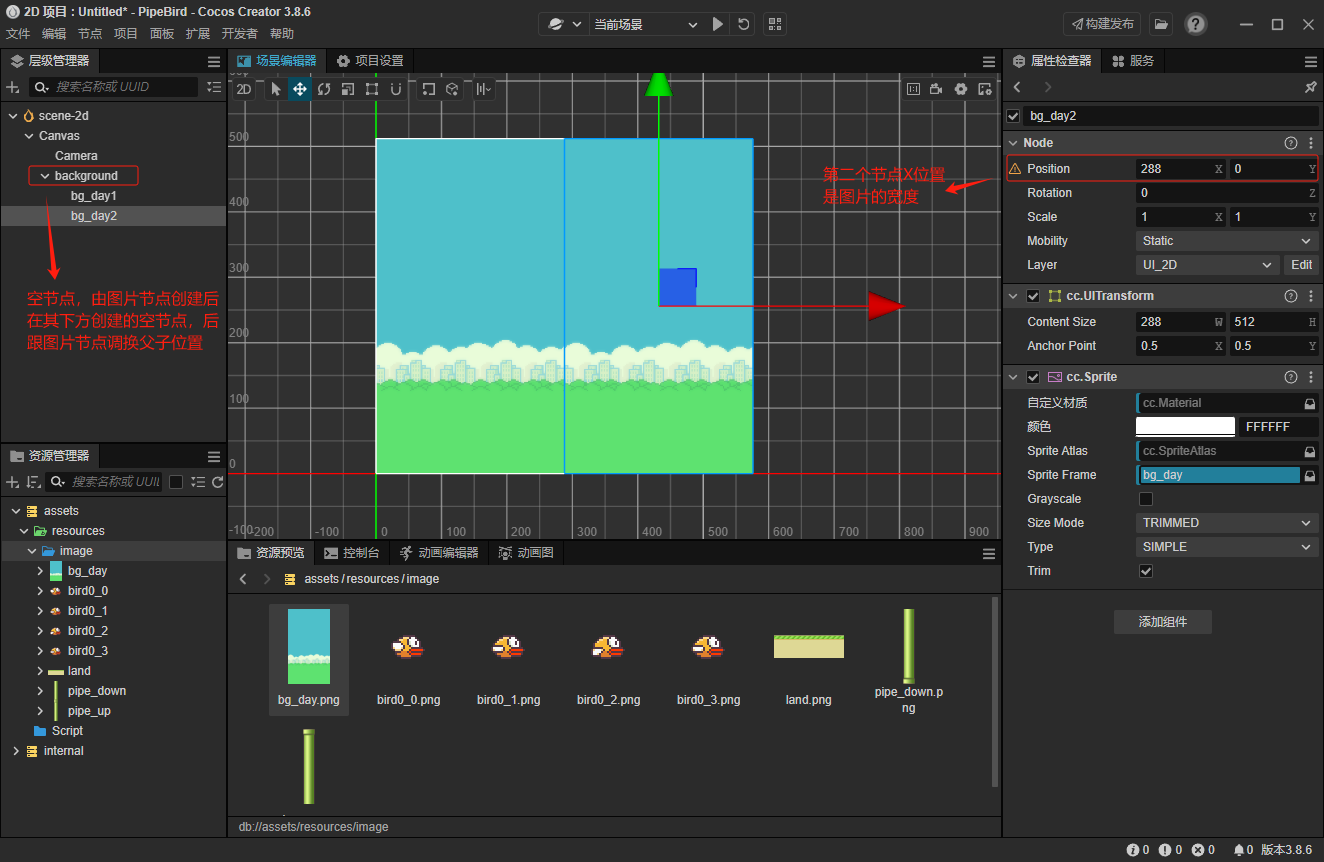 2D 项目 : Untitled* - PipeBird - Cocos Creator 3.8.6
文件 编辑 节点 项目 面板 扩展 开发者 帮助
当前场景
构建发布
层级管理器
搜索名称或 UUID
scene-2d
Canvas
Camera
background
bg_day1
bg_day2
空节点，由图片节点创建后
在其下方创建的空节点，后
跟图片节点调换父子位置
场景编辑器 项目设置
2D
500
400
300
200
100
0
-100
-200 -100 0 100 200 300 400 500 600 700 800 900
第二个节点X位置
是图片的宽度
资源管理器
搜索名称或 UUI
assets
resources
image
bg_day
bird0_0
bird0_1
bird0_2
bird0_3
land
pipe_down
pipe_up
Script
internal
资源预览 控制台 动画编辑器 动画图
assets / resources / image
bg_day.png
bird0_0.png
bird0_1.png
bird0_2.png
bird0_3.png
land.png
pipe_down.p
ng
db://assets/resources/image
属性检查器 服务
bg_day2
Node
Position 288 X 0 Y
Rotation 0 Z
Scale 1 X 1 Y
Mobility Static
Layer UI_2D Edit
cc.UITransform
Content Size 288 W 512 H
Anchor Point 0.5 X 0.5 Y
cc.Sprite
自定义材质 cc.Material
颜色 FFFFFF
Sprite Atlas cc.SpriteAtlas
Sprite Frame bg_day
Grayscale
Size Mode TRIMMED
Type SIMPLE
Trim
添加组件
0 0 0 0 版本3.8.6